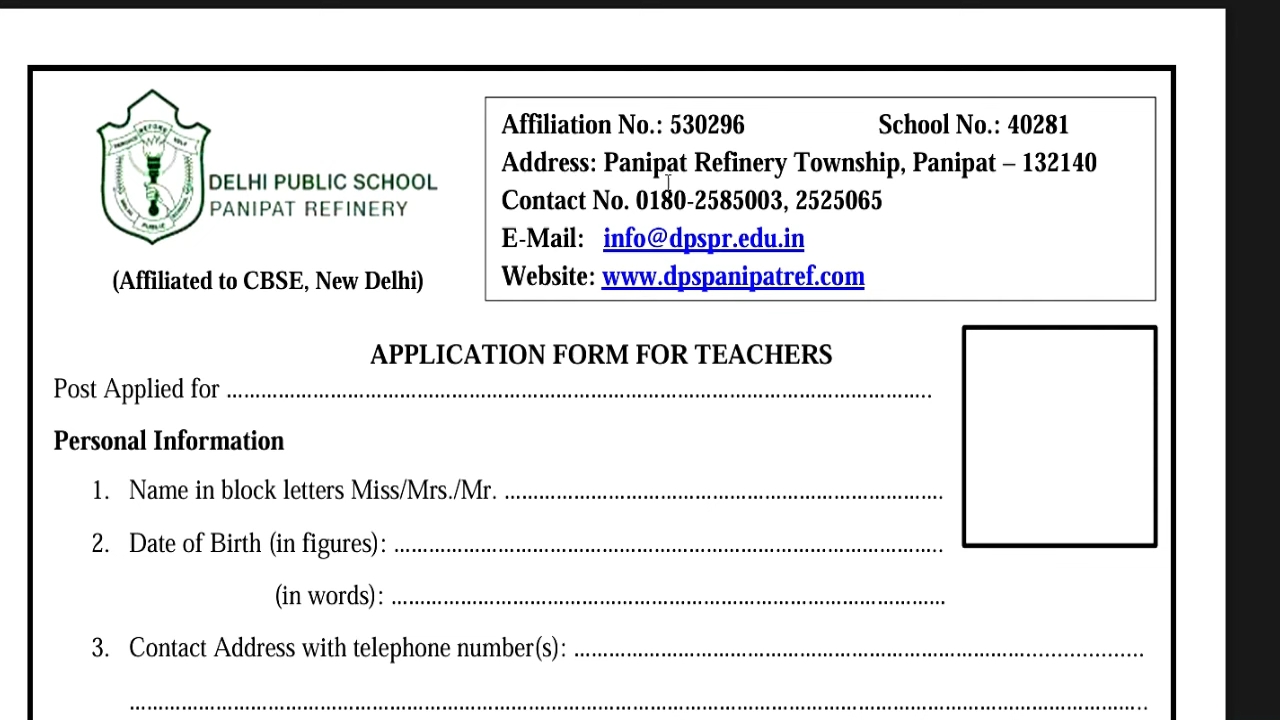 DELHI PUBLIC SCHOOL
PANIPAT REFINERY
(Affiliated to CBSE, New Delhi)
Affiliation No.: 530296 School No.: 40281
Address: Panipat Refinery Township, Panipat – 132140
Contact No. 0180-2585003, 2525065
E-Mail: info@dpspr.edu.in
Website: www.dpspanipatref.com
APPLICATION FORM FOR TEACHERS
Post Applied for ……………………………………………………………………………………..
Personal Information
1. Name in block letters Miss/Mrs./Mr. …………………………………………………….
2. Date of Birth (in figures): …………………………………………………………………..
(in words): ……………………………………………………………………
3. Contact Address with telephone number(s): ……………………………………………………………………
………………………………………………………………………………………………………………..